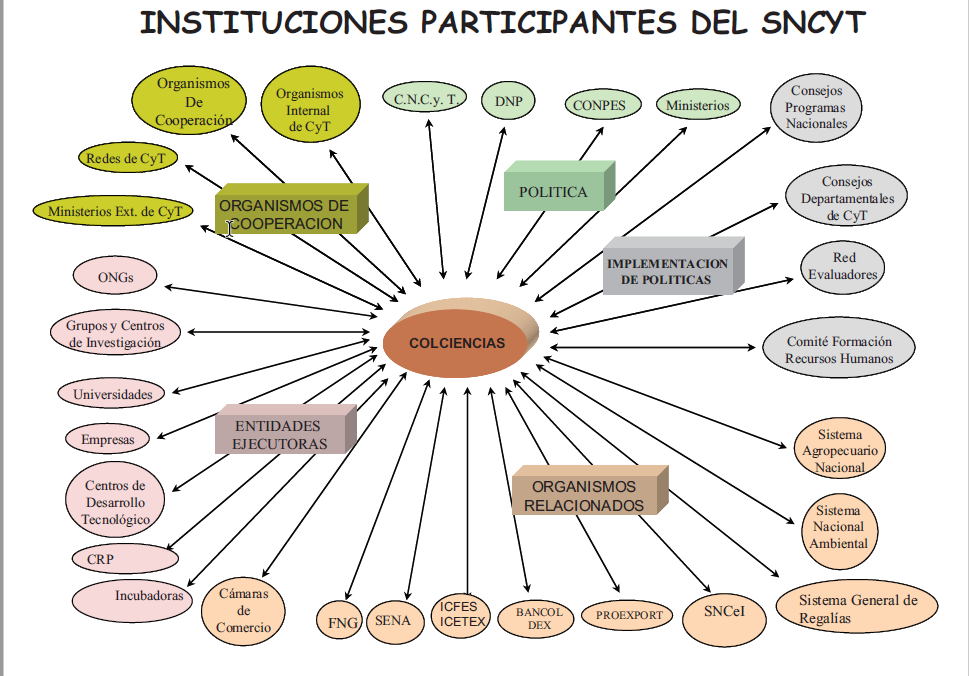 INSTITUCIONES PARTICIPANTES DEL SNCYT
Organismos
De
Cooperación
Organismos
Internal
de CyT
C.N.C.y. T.
DNP
CONPES
Ministerios
Consejos
Programas
Nacionales
Redes de CyT
Ministerios Ext. de CyT
ORGANISMOS DE
COOPERACION
POLITICA
Consejos
Departamentales
de CyT
IMPLEMENTACION
DE POLITICAS
Red
Evaluadores
ONGs
Grupos y Centros
de Investigación
COLCIENCIAS
Comité Formación
Recursos Humanos
Universidades
Empresas
ENTIDADES
EJECUTORAS
Sistema
Agropecuario
Nacional
Centros de
Desarrollo
Tecnológico
ORGANISMOS
RELACIONADOS
Sistema
Nacional
Ambiental
CRP
Incubadoras
Cámaras
de
Comercio
FNG
SENA
ICFES
ICETEX
BANCOL
DEX
PROEXPORT
SNCeI
Sistema General de
Regalías